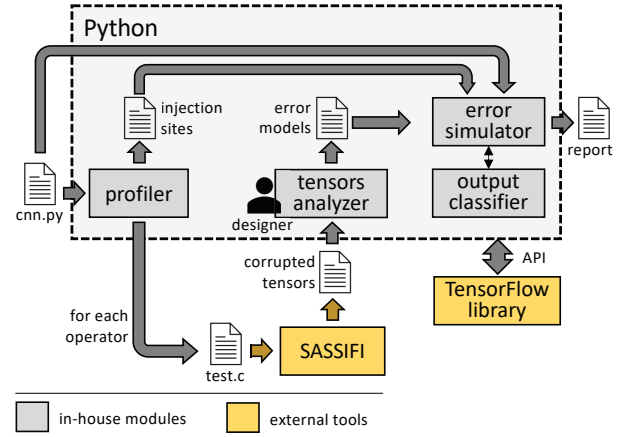 Python
injection
sites
error
models
error
simulator
report
cnn.py
profiler
designer
tensors
analyzer
output
classifier
corrupted
tensors
API
TensorFlow
library
for each
operator
test.c
SASSIFI
in-house modules
external tools